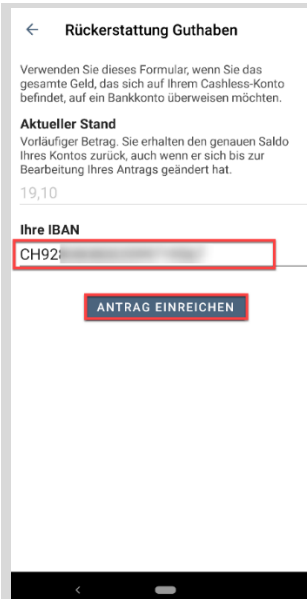 Rückerstattung Guthaben
Verwenden Sie dieses Formular, wenn Sie das
gesamte Geld, das sich auf Ihrem Cashless-Konto
befindet, auf ein Bankkonto überweisen möchten.
Aktueller Stand
Vorläufiger Betrag. Sie erhalten den genauen Saldo
Ihres Kontos zurück, auch wenn er sich bis zur
Bearbeitung Ihres Antrags geändert hat.
19,10
Ihre IBAN
CH92
ANTRAG EINREICHEN